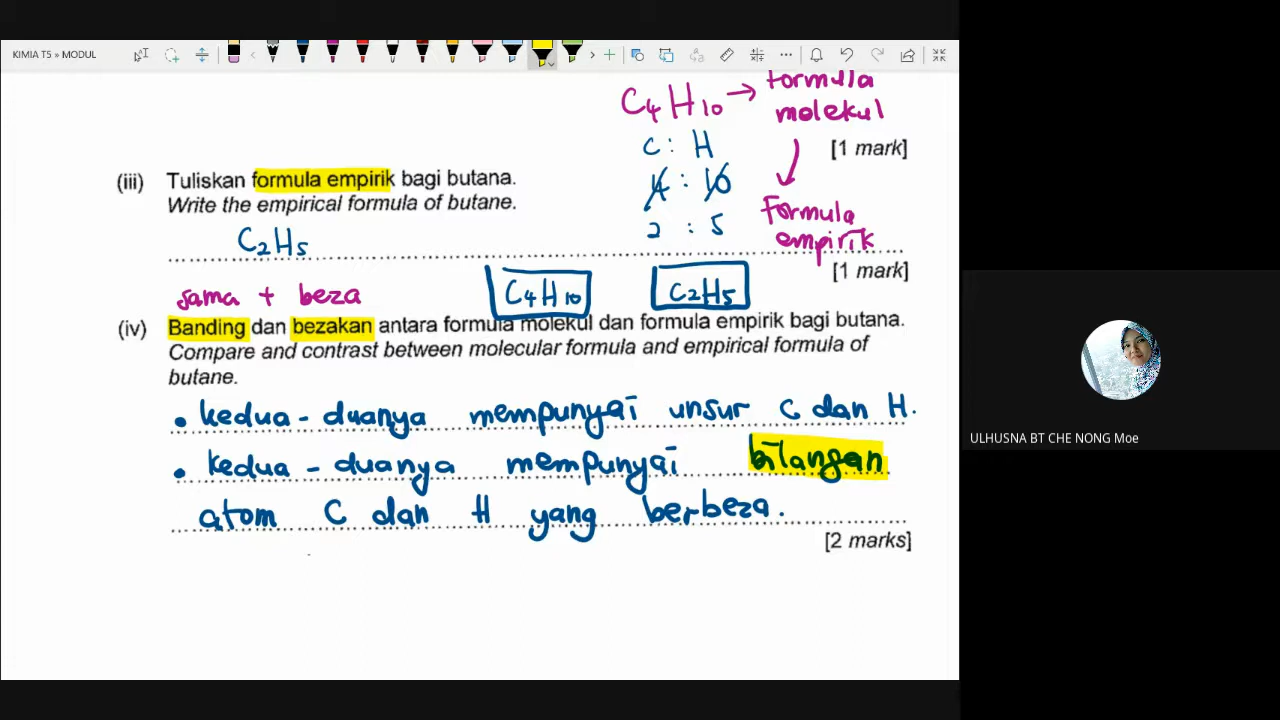 KIMIA T5 » MODUL
C4H10 → formula
molekul
C : H
[1 mark]
4 : 10
(iii) Tuliskan formula empirik bagi butana.
Write the empirical formula of butane.
2 : 5
Formula
empirik
C2H5
[1 mark]
sama + beza
C4H10 C2H5
(iv) Banding dan bezakan antara formula molekul dan formula empirik bagi butana.
Compare and contrast between molecular formula and empirical formula of
butane.
• kedua-duanya mempunyai unsur C dan H.
• kedua-duanya mempunyai bilangan
atom C dan H yang berbeza.
[2 marks]
ULHUSNA BT CHE NONG Moe